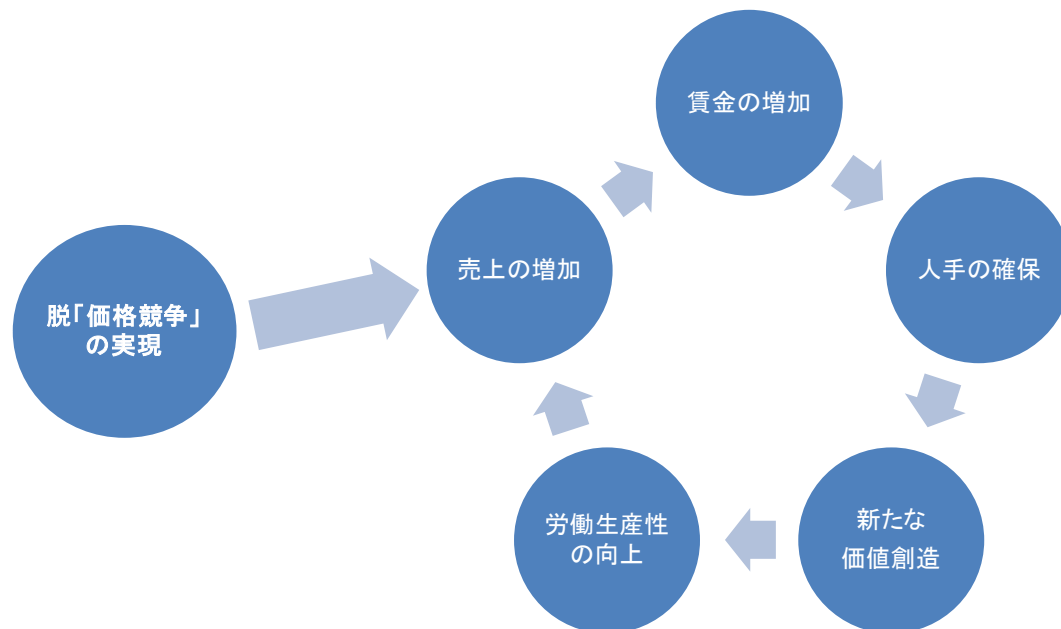 賃金の増加
売上の増加
人手の確保
脱｢価格競争｣
の実現
労働生産性
の向上
新たな
価値創造